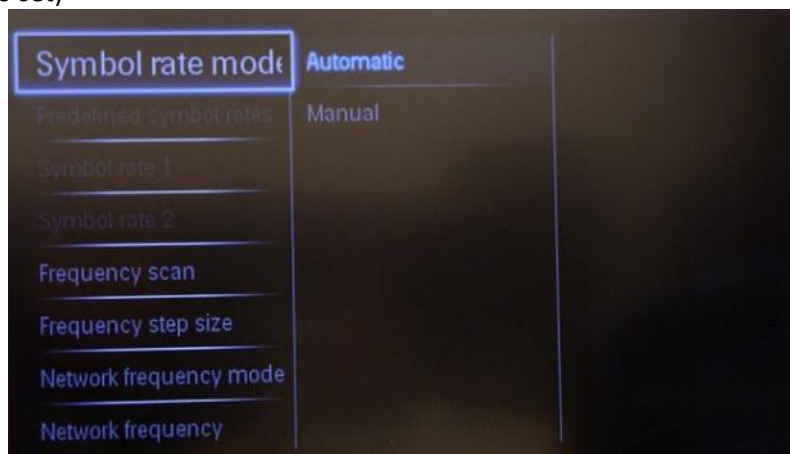 Symbol rate mode
Predefined symbol rates
Symbol rate 1
Symbol rate 2
Frequency scan
Frequency step size
Network frequency mode
Network frequency
Automatic
Manual